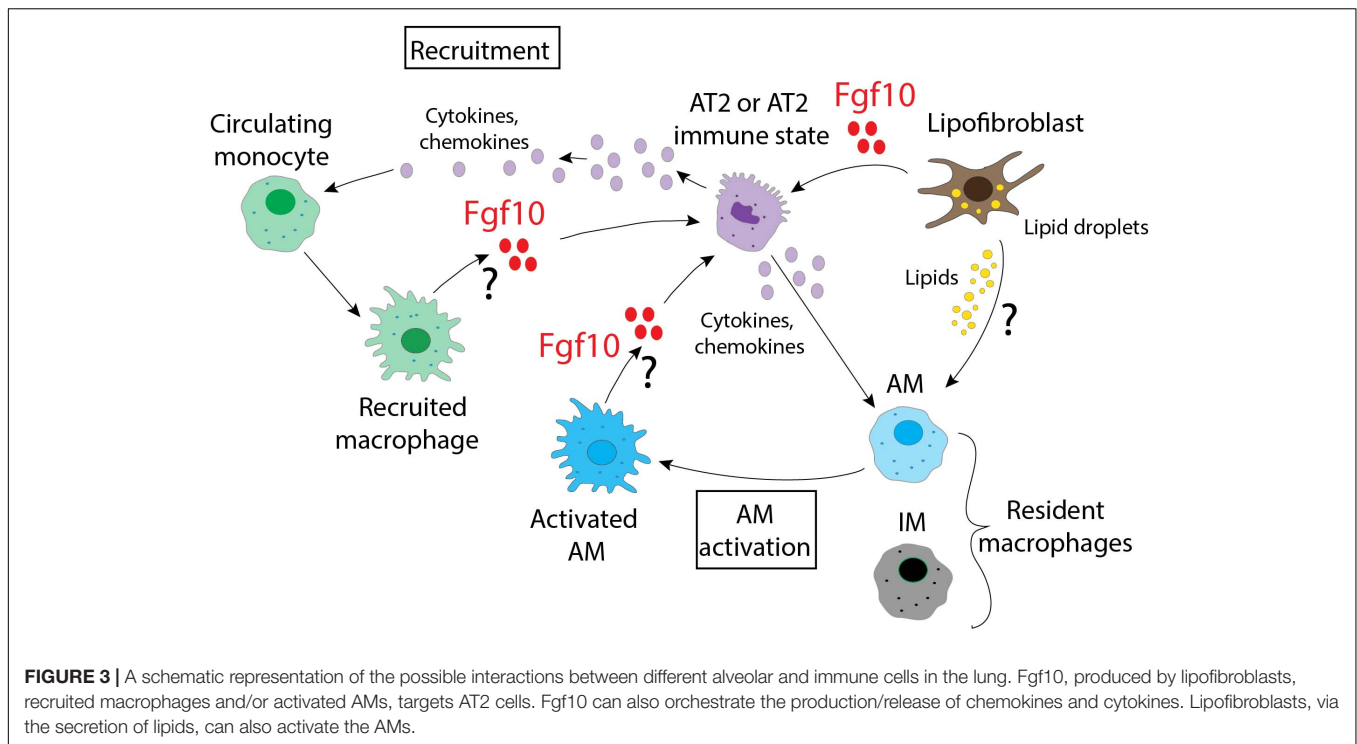 Recruitment
Cytokines,
chemokines
Circulating
monocyte
AT2 or AT2
immune state
Fgf10
Lipofibroblast
Fgf10
?
Lipid droplets
Lipids
?
Fgf10
?
Cytokines,
chemokines
Recruited
macrophage
AM
Activated
AM
AM
activation
IM
Resident
macrophages
FIGURE 3 | A schematic representation of the possible interactions between different alveolar and immune cells in the lung. Fgf10, produced by lipofibroblasts,
recruited macrophages and/or activated AMs, targets AT2 cells. Fgf10 can also orchestrate the production/release of chemokines and cytokines. Lipofibroblasts, via
the secretion of lipids, can also activate the AMs.